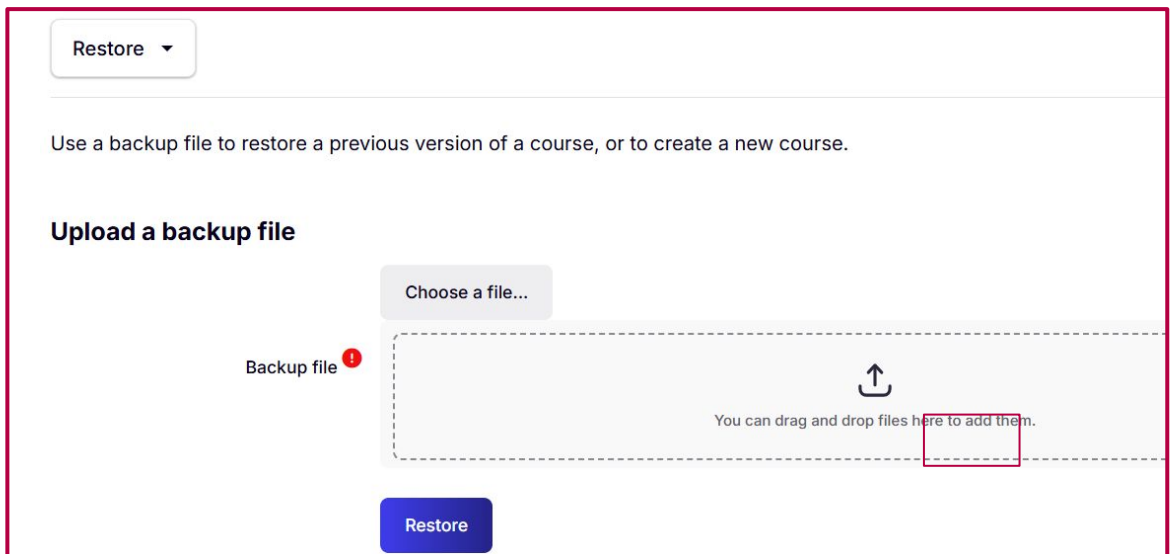 Restore
Use a backup file to restore a previous version of a course, or to create a new course.
Upload a backup file
Choose a file...
Backup file
You can drag and drop files here to add them.
Restore